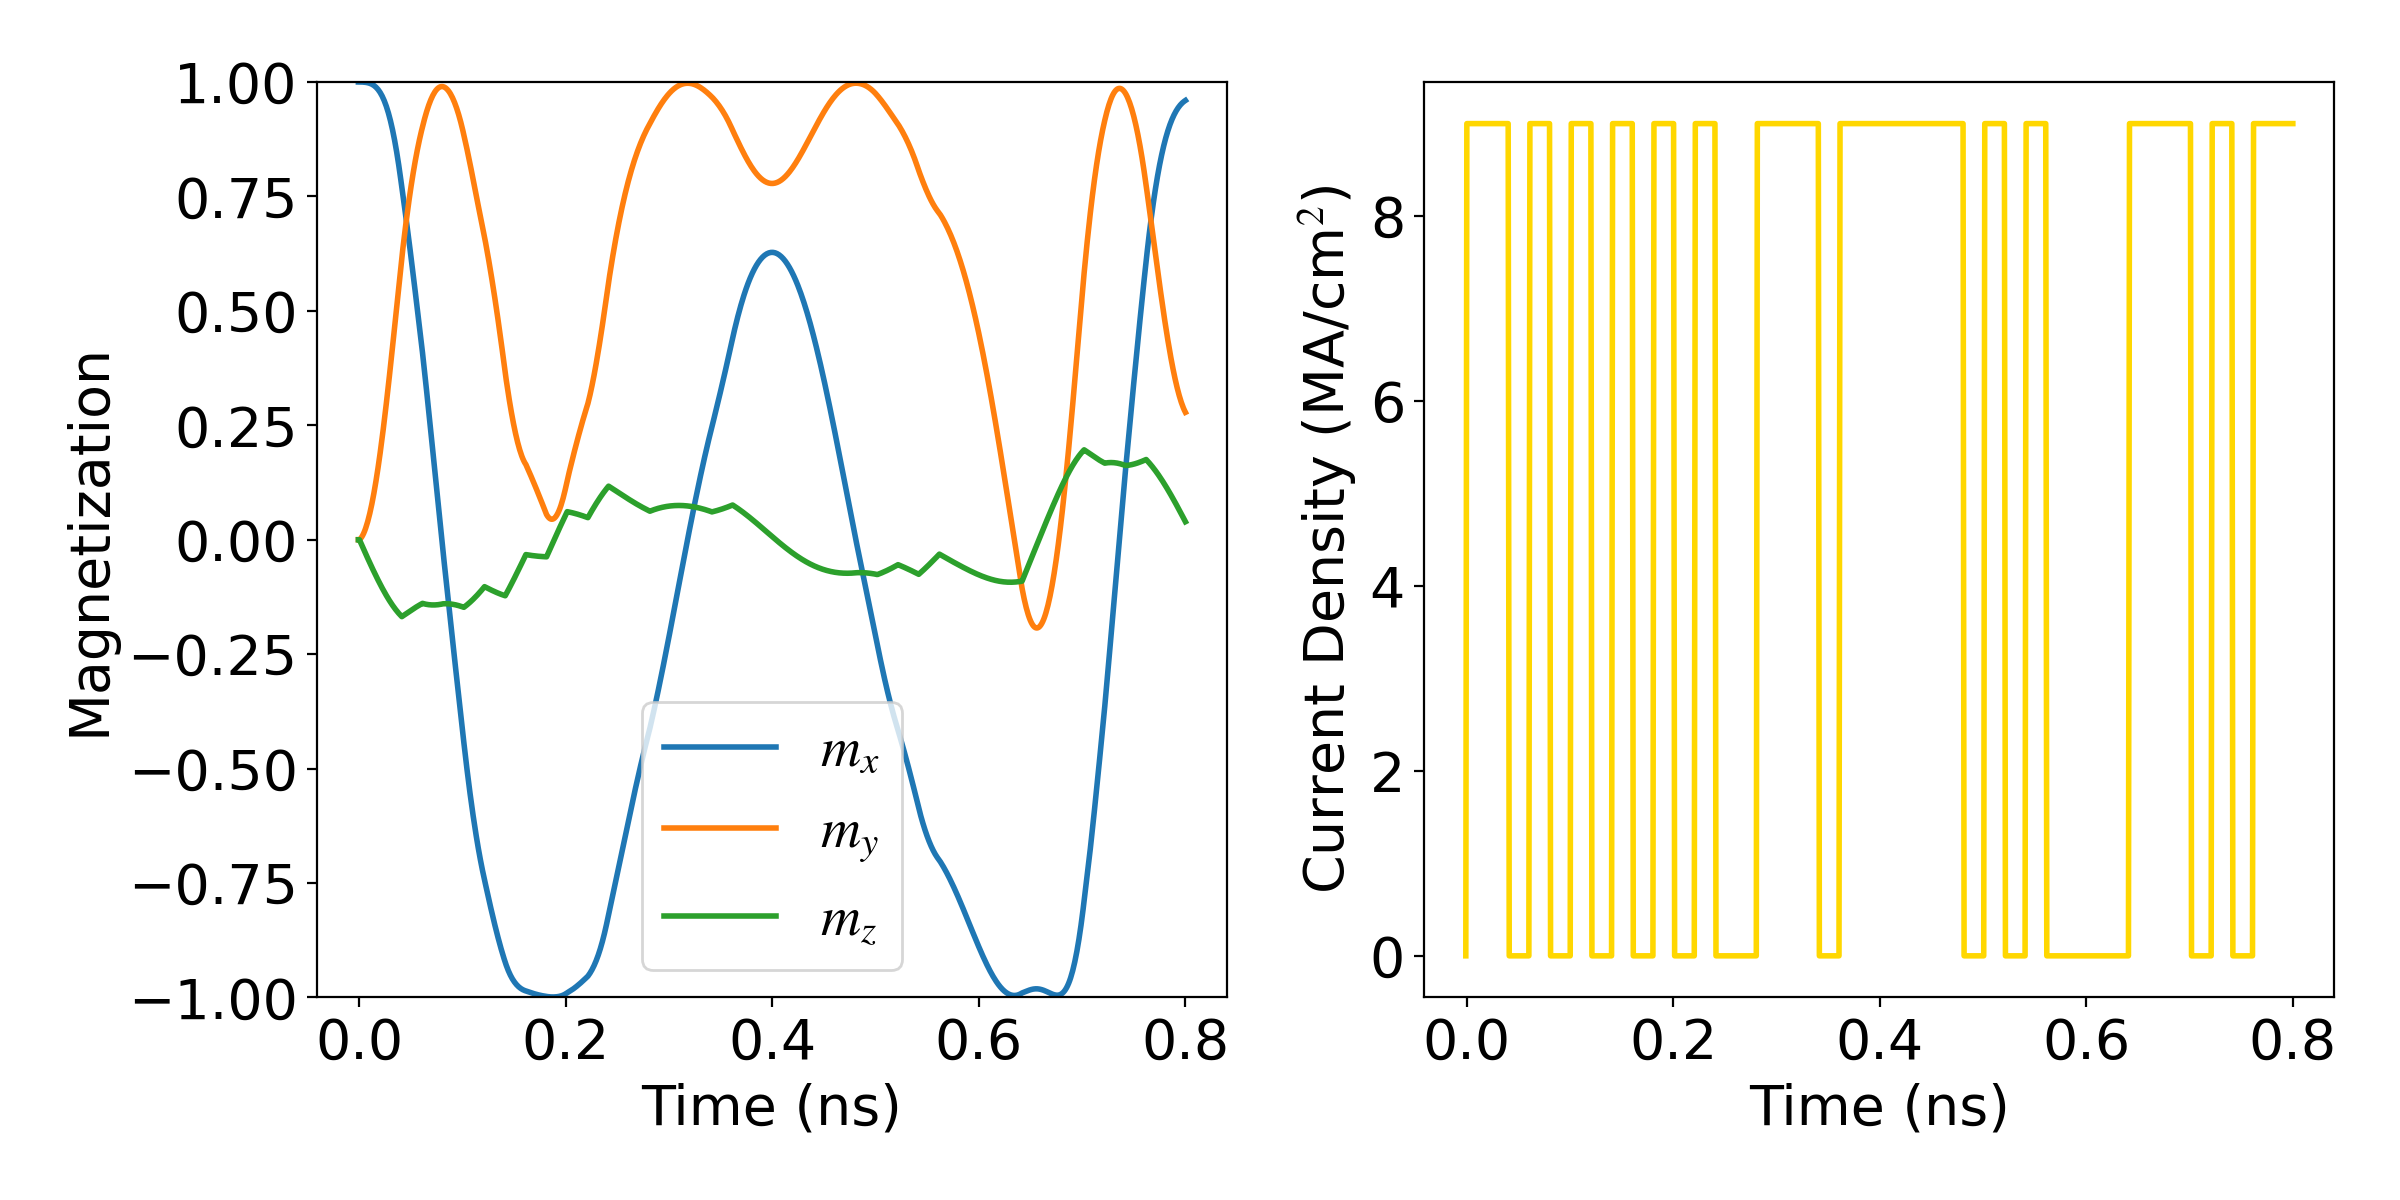 Magnetization
1.00
0.75
0.50
0.25
0.00
−0.25
−0.50
−0.75
−1.00
0.0 0.2 0.4 0.6 0.8
Time (ns)
m_x
m_y
m_z
Current Density (MA/cm²)
8
6
4
2
0
0.0 0.2 0.4 0.6 0.8
Time (ns)